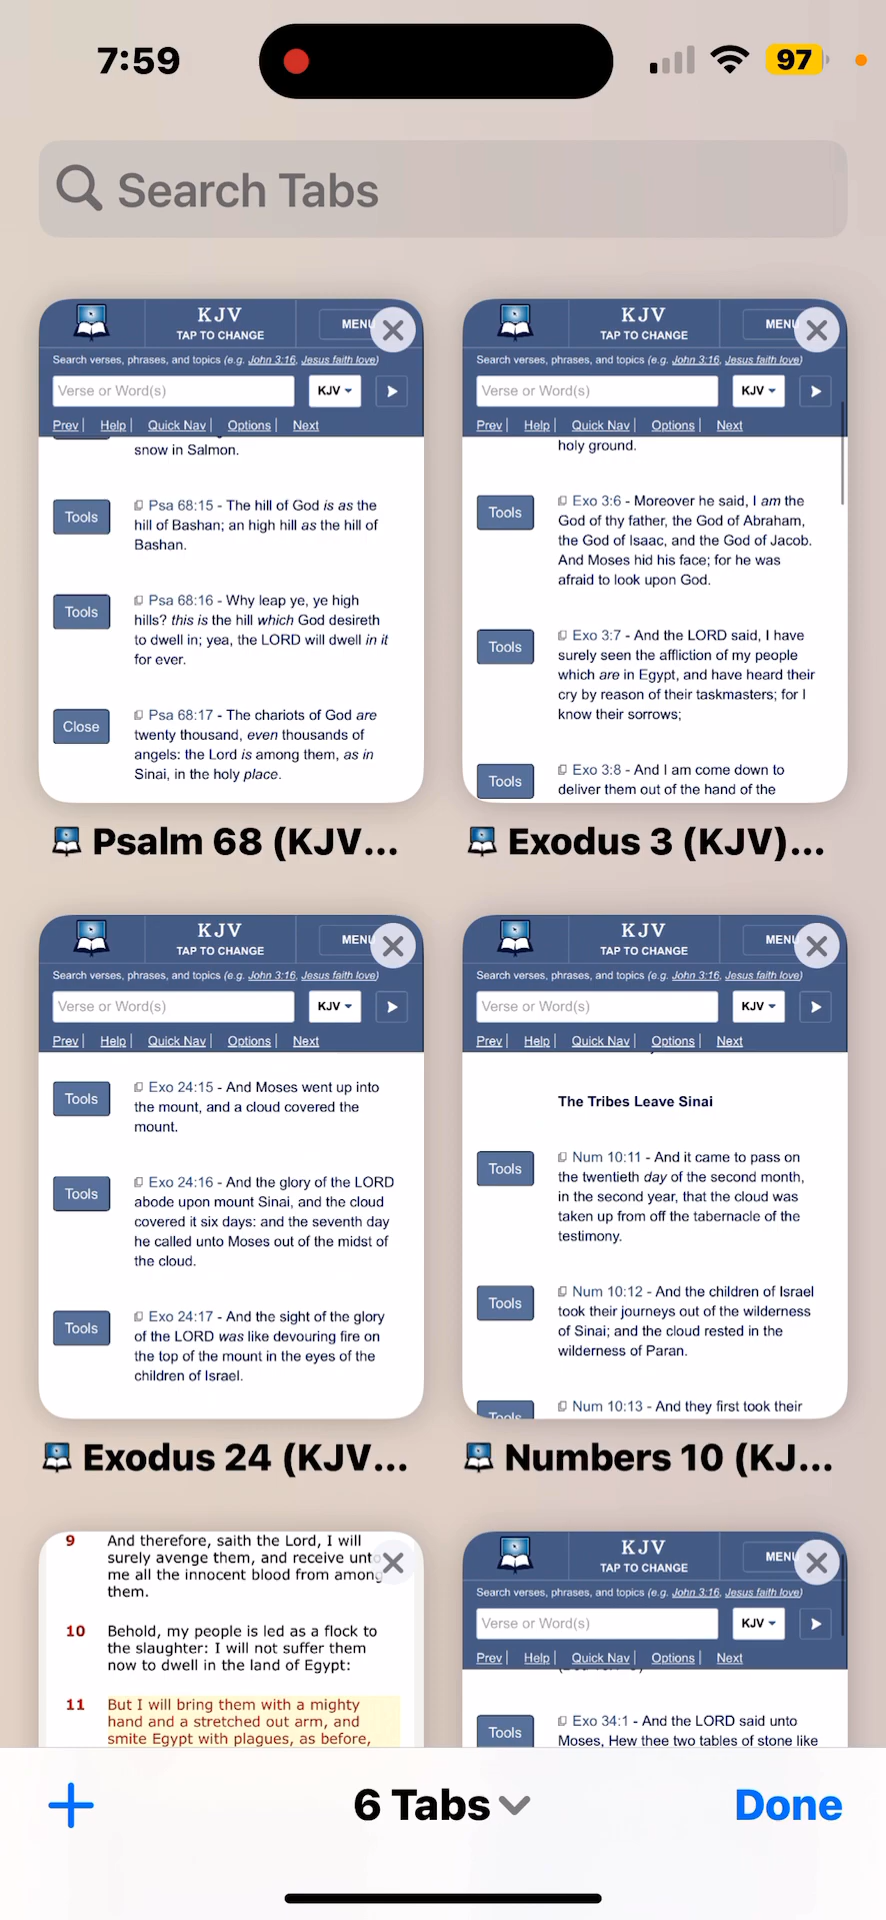 7:59
97
Search Tabs
KJV
TAP TO CHANGE
MENU
Search verses, phrases, and topics (e.g. John 3:16, Jesus faith love)
Verse or Word(s)
KJV
Prev | Help | Quick Nav | Options | Next
snow in Salmon.
Tools
Psa 68:15 - The hill of God is as the
hill of Bashan; an high hill as the hill of
Bashan.
Tools
Psa 68:16 - Why leap ye, ye high
hills? this is the hill which God desireth
to dwell in; yea, the LORD will dwell in it
for ever.
Close
Psa 68:17 - The chariots of God are
twenty thousand, even thousands of
angels: the Lord is among them, as in
Sinai, in the holy place.
Psalm 68 (KJV...
KJV
TAP TO CHANGE
MENU
Search verses, phrases, and topics (e.g. John 3:16, Jesus faith love)
Verse or Word(s)
KJV
Prev | Help | Quick Nav | Options | Next
holy ground.
Tools
Exo 3:6 - Moreover he said, I am the
God of thy father, the God of Abraham,
the God of Isaac, and the God of Jacob.
And Moses hid his face; for he was
afraid to look upon God.
Tools
Exo 3:7 - And the LORD said, I have
surely seen the affliction of my people
which are in Egypt, and have heard their
cry by reason of their taskmasters; for I
know their sorrows;
Tools
Exo 3:8 - And I am come down to
deliver them out of the hand of the
Exodus 3 (KJV)...
KJV
TAP TO CHANGE
MENU
Search verses, phrases, and topics (e.g. John 3:16, Jesus faith love)
Verse or Word(s)
KJV
Prev | Help | Quick Nav | Options | Next
Tools
Exo 24:15 - And Moses went up into
the mount, and a cloud covered the
mount.
Tools
Exo 24:16 - And the glory of the LORD
abode upon mount Sinai, and the cloud
covered it six days: and the seventh day
he called unto Moses out of the midst of
the cloud.
Tools
Exo 24:17 - And the sight of the glory
of the LORD was like devouring fire on
the top of the mount in the eyes of the
children of Israel.
Exodus 24 (KJV...
KJV
TAP TO CHANGE
MENU
Search verses, phrases, and topics (e.g. John 3:16, Jesus faith love)
Verse or Word(s)
KJV
Prev | Help | Quick Nav | Options | Next
The Tribes Leave Sinai
Tools
Num 10:11 - And it came to pass on
the twentieth day of the second month,
in the second year, that the cloud was
taken up from off the tabernacle of the
testimony.
Tools
Num 10:12 - And the children of Israel
took their journeys out of the wilderness
of Sinai; and the cloud rested in the
wilderness of Paran.
Tools
Num 10:13 - And they first took their
Numbers 10 (KJ...
9 And therefore, saith the Lord, I will
surely avenge them, and receive unto
me all the innocent blood from among
them.
10 Behold, my people is led as a flock to
the slaughter: I will not suffer them
now to dwell in the land of Egypt:
11 But I will bring them with a mighty
hand and a stretched out arm, and
smite Egypt with plagues, as before,
KJV
TAP TO CHANGE
MENU
Search verses, phrases, and topics (e.g. John 3:16, Jesus faith love)
Verse or Word(s)
KJV
Prev | Help | Quick Nav | Options | Next
Tools
Exo 34:1 - And the LORD said unto
Moses, Hew thee two tables of stone like
6 Tabs
Done